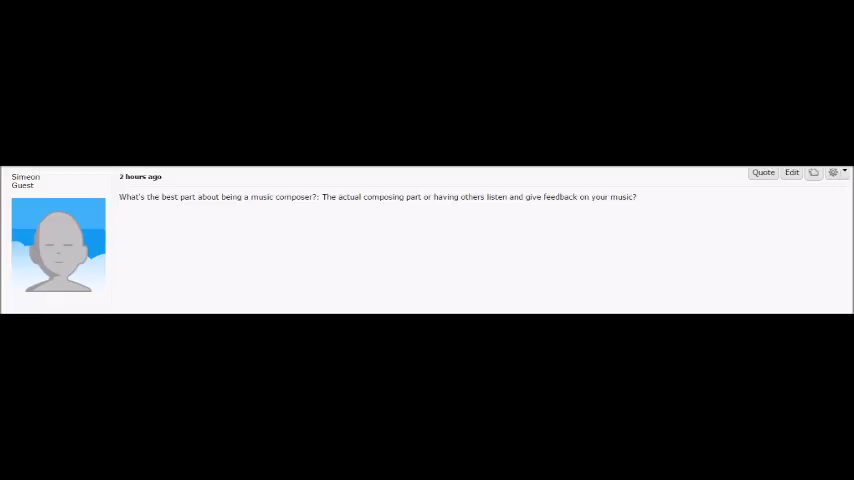 Simeon
Guest
2 hours ago
Quote Edit
What's the best part about being a music composer?: The actual composing part or having others listen and give feedback on your music?